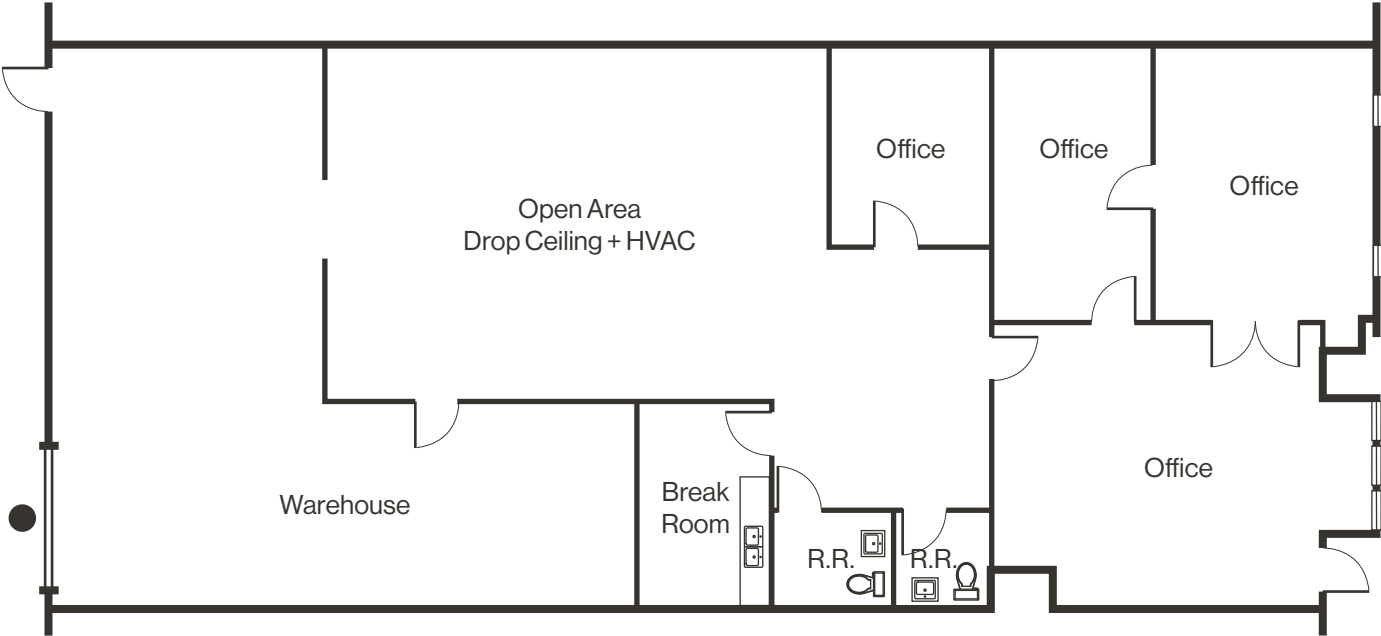 Office
Office
Office
Open Area
Drop Ceiling + HVAC
Office
Warehouse
Break
Room
R.R.
R.R.